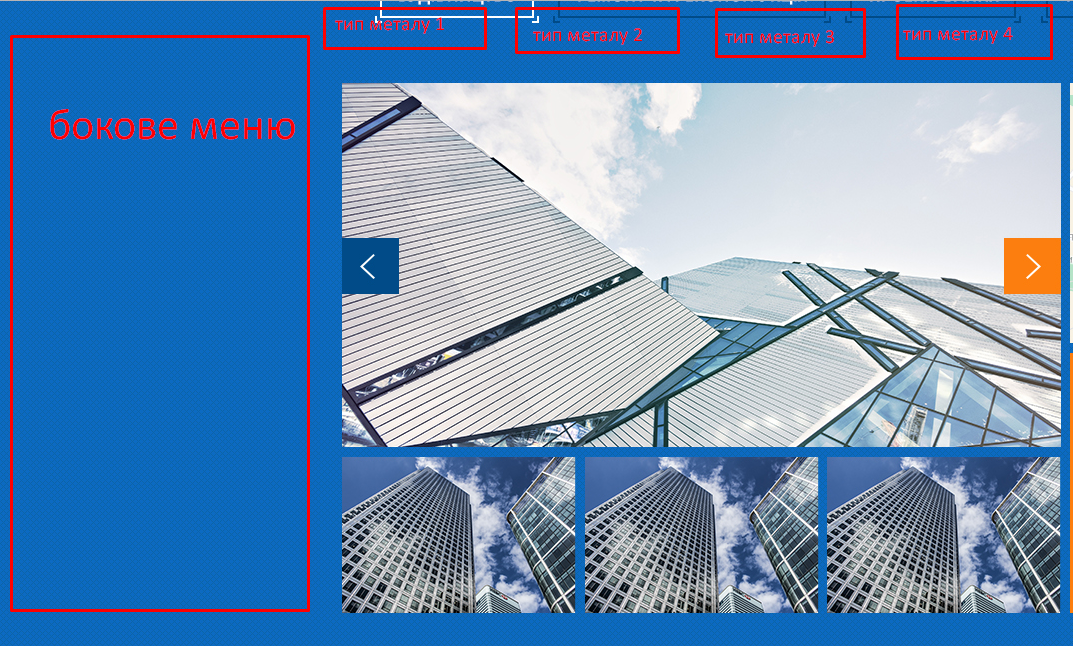 тип металу 1
тип металу 2
тип металу 3
тип металу 4
бокове меню